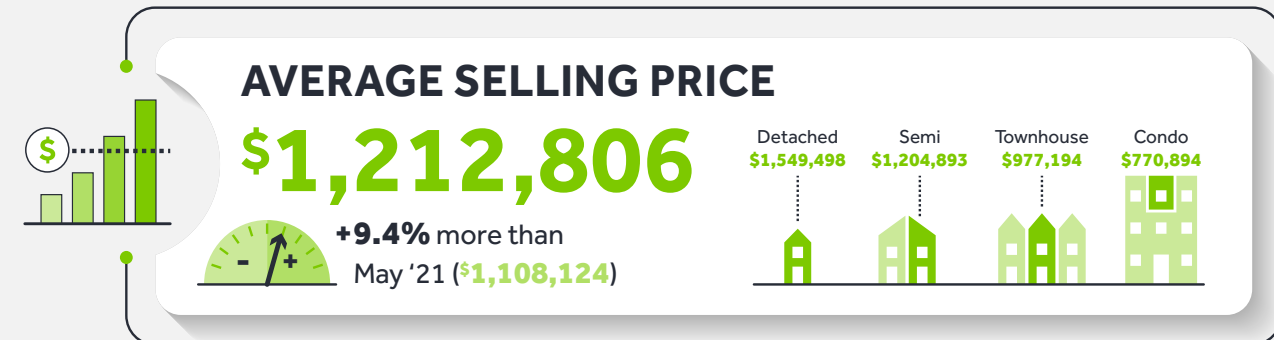 AVERAGE SELLING PRICE
$
$1,212,806
- +
+9.4% more than
May ‘21 ($1,108,124)
Detached
$1,549,498
Semi
$1,204,893
Townhouse
$977,194
Condo
$770,894